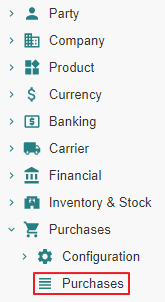 Party
Company
Product
Currency
Banking
Carrier
Financial
Inventory & Stock
Purchases
Configuration
Purchases